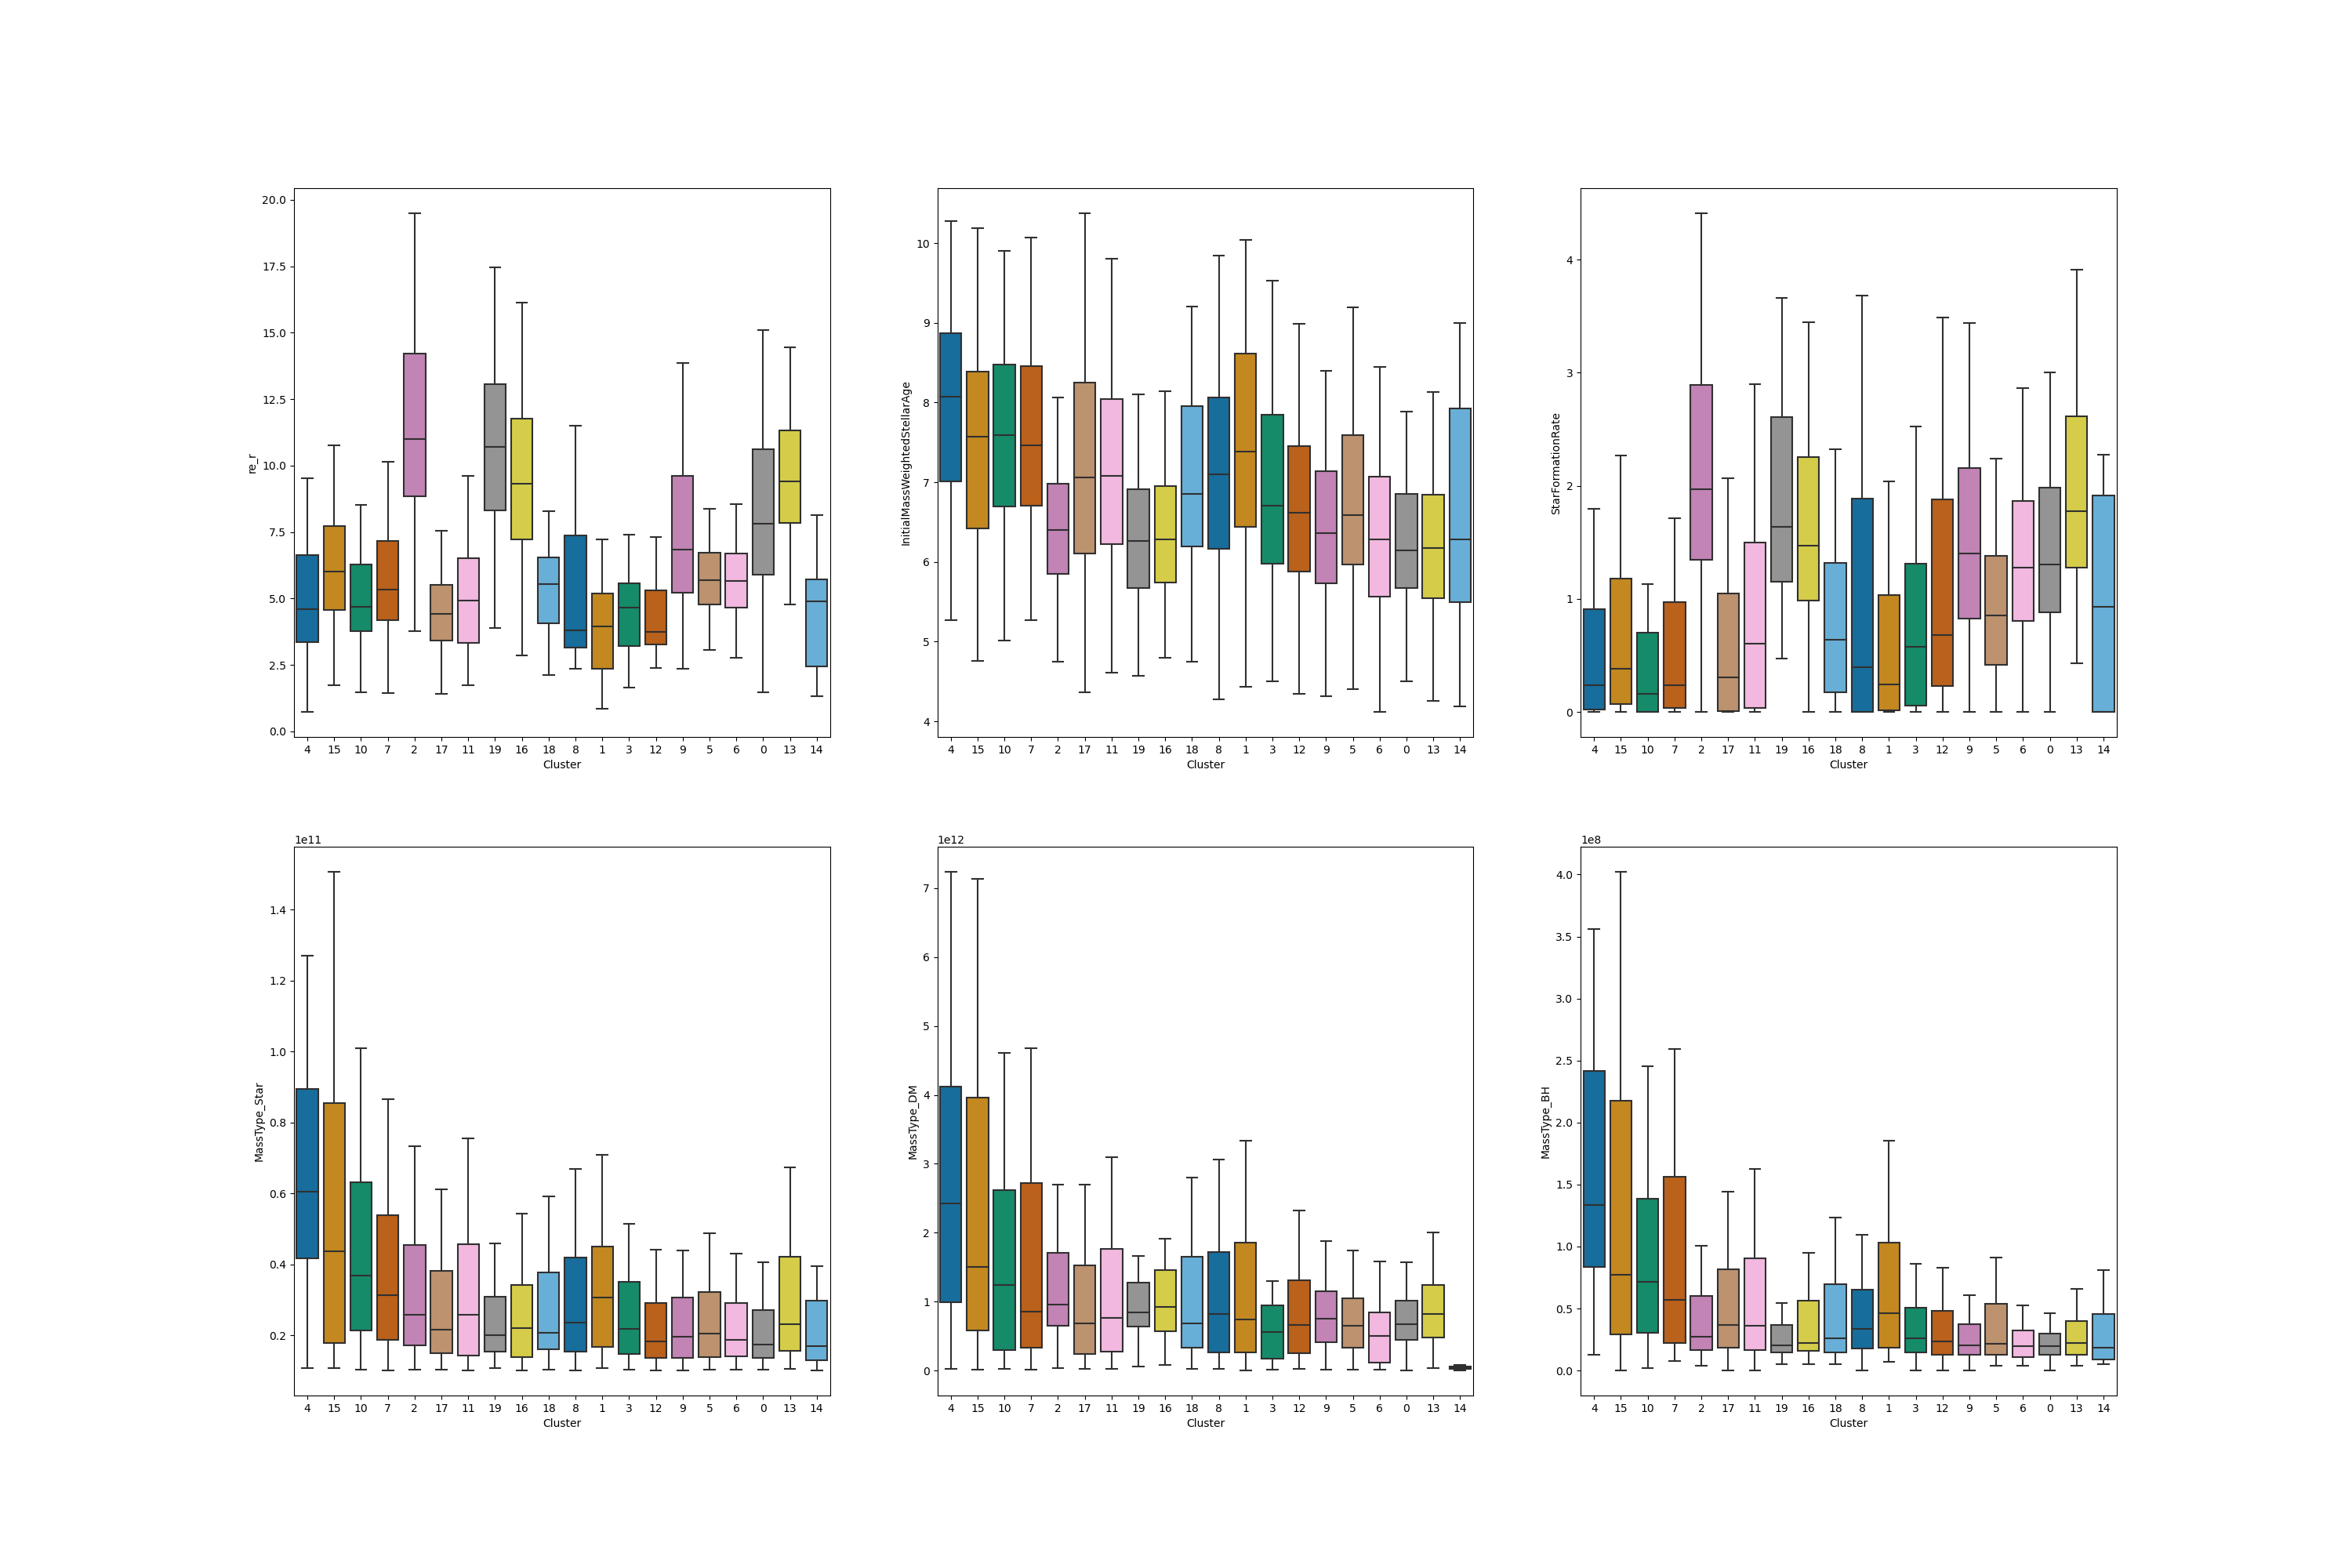 20.0
17.5
15.0
12.5
10.0
7.5
5.0
2.5
0.0
re_r
4 15 10 7 2 17 11 19 16 18 8 1 3 12 9 5 6 0 13 14
Cluster
10
9
8
7
6
5
4
InitialMassWeightedStellarAge
4 15 10 7 2 17 11 19 16 18 8 1 3 12 9 5 6 0 13 14
Cluster
4
3
2
1
0
StarFormationRate
4 15 10 7 2 17 11 19 16 18 8 1 3 12 9 5 6 0 13 14
Cluster
1e11
1.4
1.2
1.0
0.8
0.6
0.4
0.2
MassType_Star
4 15 10 7 2 17 11 19 16 18 8 1 3 12 9 5 6 0 13 14
Cluster
1e12
7
6
5
4
3
2
1
0
MassType_DM
4 15 10 7 2 17 11 19 16 18 8 1 3 12 9 5 6 0 13 14
Cluster
1e8
4.0
3.5
3.0
2.5
2.0
1.5
1.0
0.5
0.0
MassType_BH
4 15 10 7 2 17 11 19 16 18 8 1 3 12 9 5 6 0 13 14
Cluster